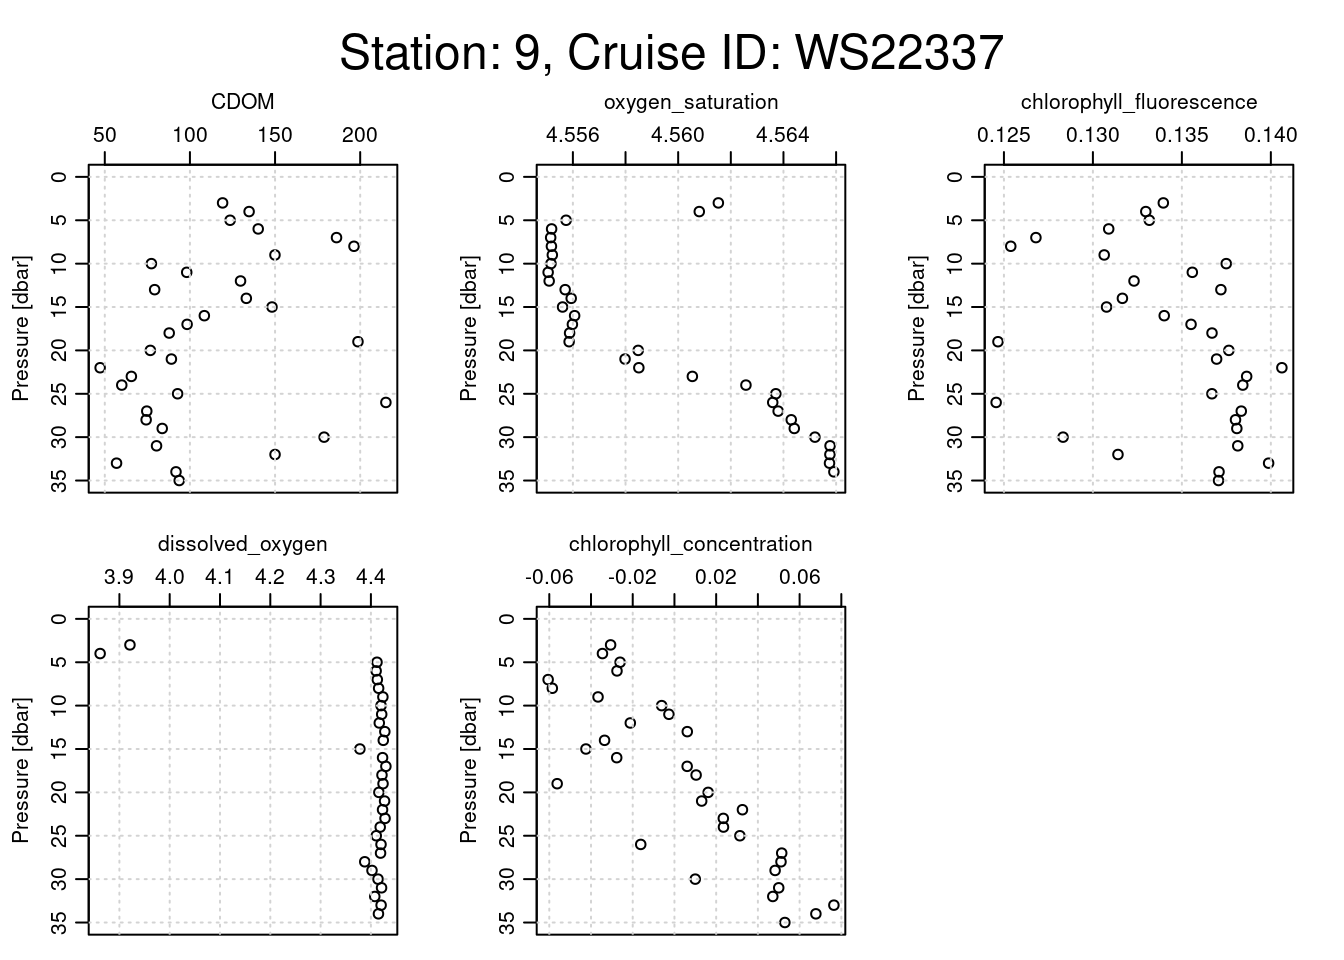 Station: 9, Cruise ID: WS22337
CDOM
50 100 150 200
Pressure [dbar]
0 5 10 15 20 25 30 35
oxygen_saturation
4.556 4.560 4.564
Pressure [dbar]
0 5 10 15 20 25 30 35
chlorophyll_fluorescence
0.125 0.130 0.135 0.140
Pressure [dbar]
0 5 10 15 20 25 30 35
dissolved_oxygen
3.9 4.0 4.1 4.2 4.3 4.4
Pressure [dbar]
0 5 10 15 20 25 30 35
chlorophyll_concentration
-0.06 -0.02 0.02 0.06
Pressure [dbar]
0 5 10 15 20 25 30 35